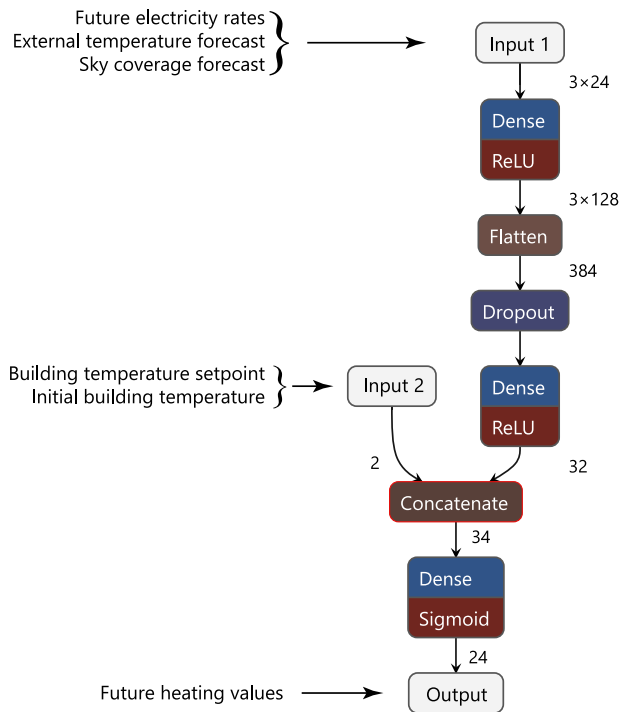 Future electricity rates
External temperature forecast
Sky coverage forecast
Input 1
3×24
Dense
ReLU
3×128
Flatten
384
Dropout
Building temperature setpoint
Initial building temperature
Input 2
Dense
ReLU
2
32
Concatenate
34
Dense
Sigmoid
24
Future heating values
Output